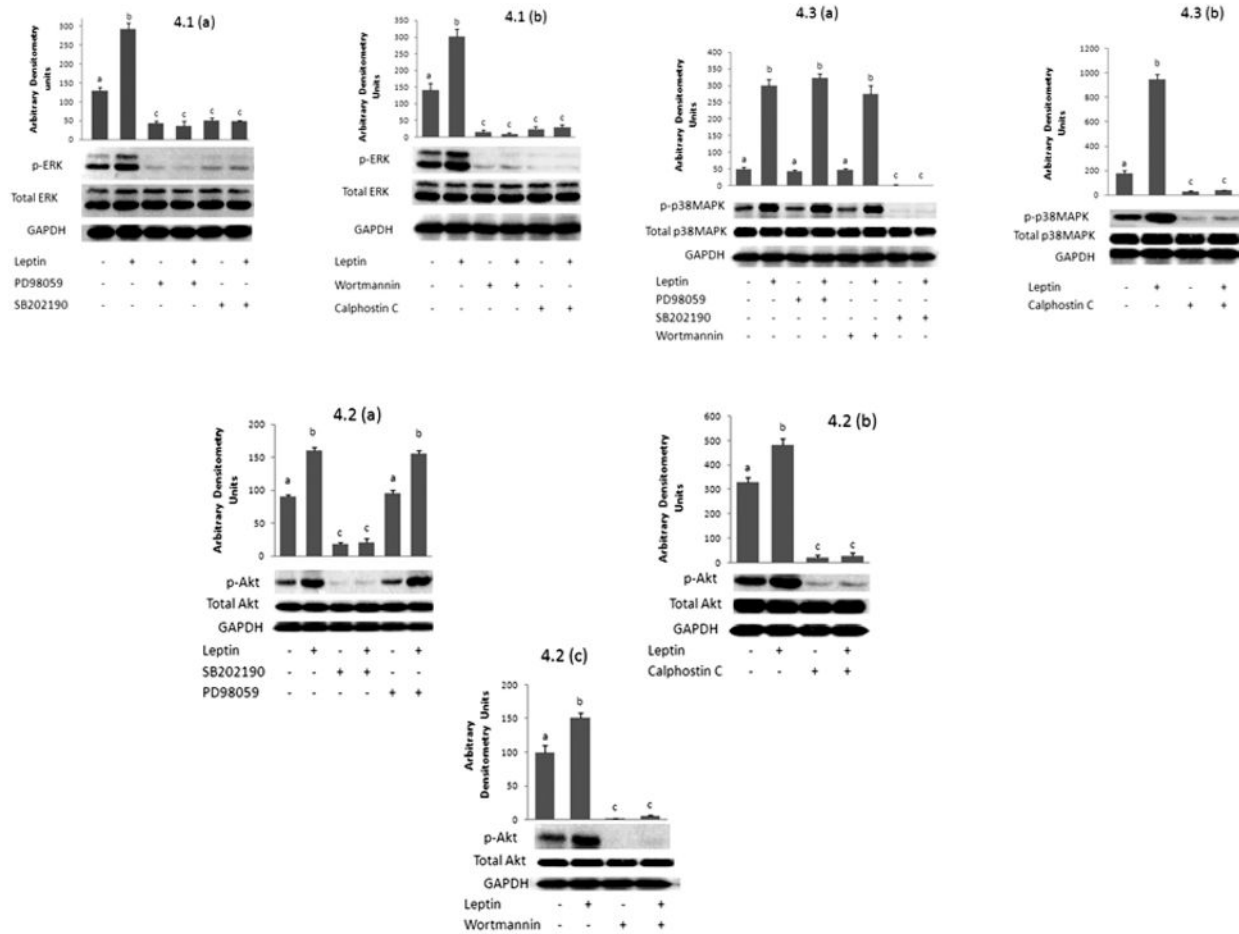 4.1 (a)
Arbitrary Densitometry
units
350
300
250
200
150
100
50
0
a b c c c c
p-ERK
Total ERK
GAPDH
Leptin - + - + - +
PD98059 - - + + - -
SB202190 - - - - + +
4.1 (b)
Arbitrary Densitometry
Units
350
300
250
200
150
100
50
0
a b c c c c
p-ERK
Total ERK
GAPDH
Leptin - + - + - +
Wortmannin - - + + - -
Calphostin C - - - - + +
4.3 (a)
Arbitrary Densitometry
Units
400
350
300
250
200
150
100
50
0
a b a b a b c c
p-p38MAPK
Total p38MAPK
GAPDH
Leptin - + - + - + - +
PD98059 - - + + - - - -
SB202190 - - - - - - + +
Wortmannin - - - - + + - -
4.3 (b)
Arbitrary Densitometry
Units
1200
1000
800
600
400
200
0
a b c c
p-p38MAPK
Total p38MAPK
GAPDH
Leptin - + - +
Calphostin C - - + +
4.2 (a)
Arbitrary Densitometry
Units
200
150
100
50
0
a b c c a b
p-Akt
Total Akt
GAPDH
Leptin - + - + - +
SB202190 - - + + - -
PD98059 - - - - + +
4.2 (b)
Arbitrary Densitometry
Units
600
500
400
300
200
100
0
a b c c
p-Akt
Total Akt
GAPDH
Leptin - + - +
Calphostin C - - + +
4.2 (c)
Arbitrary
Densitometry Units
200
150
100
50
0
a b c c
p-Akt
Total Akt
GAPDH
Leptin - + - +
Wortmannin - - + +